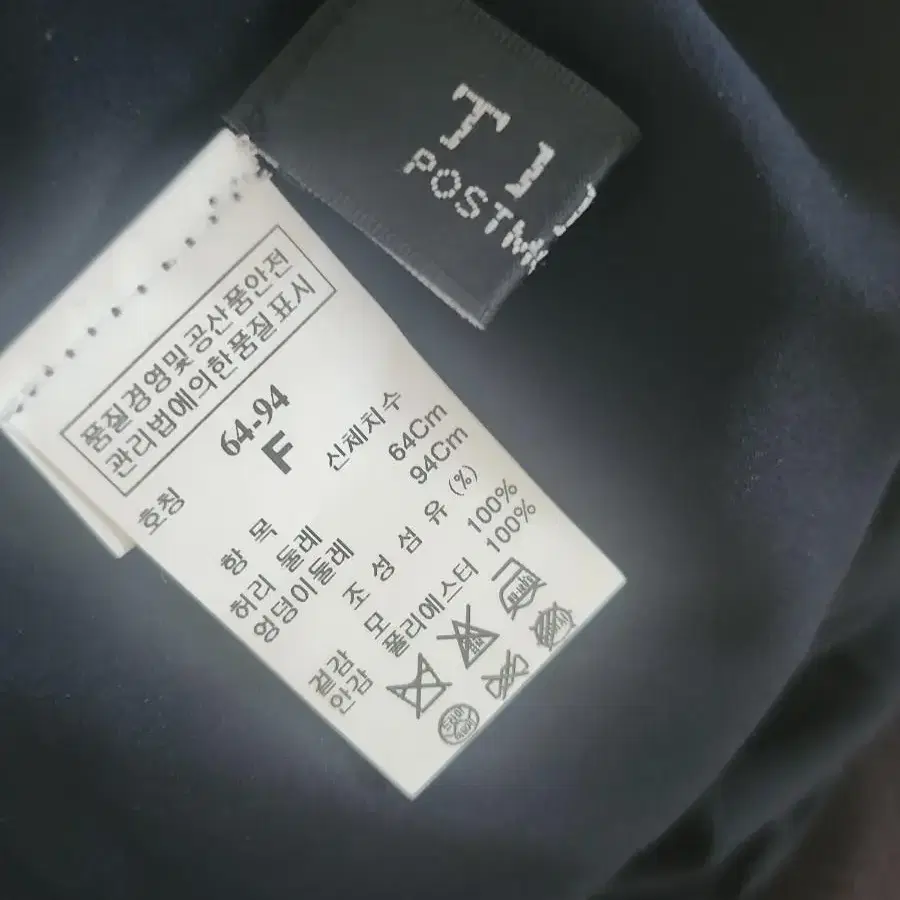 T I
POSTM
품질경영및 공산품안전
관리법에의한품질표시
호칭 64-94
F
항 목 신체치수
허리 둘레 64Cm
엉덩이둘레 94Cm
조 성 섬 유 (%)
겉감 모 100%
안감 폴리에스터 100%
드라이